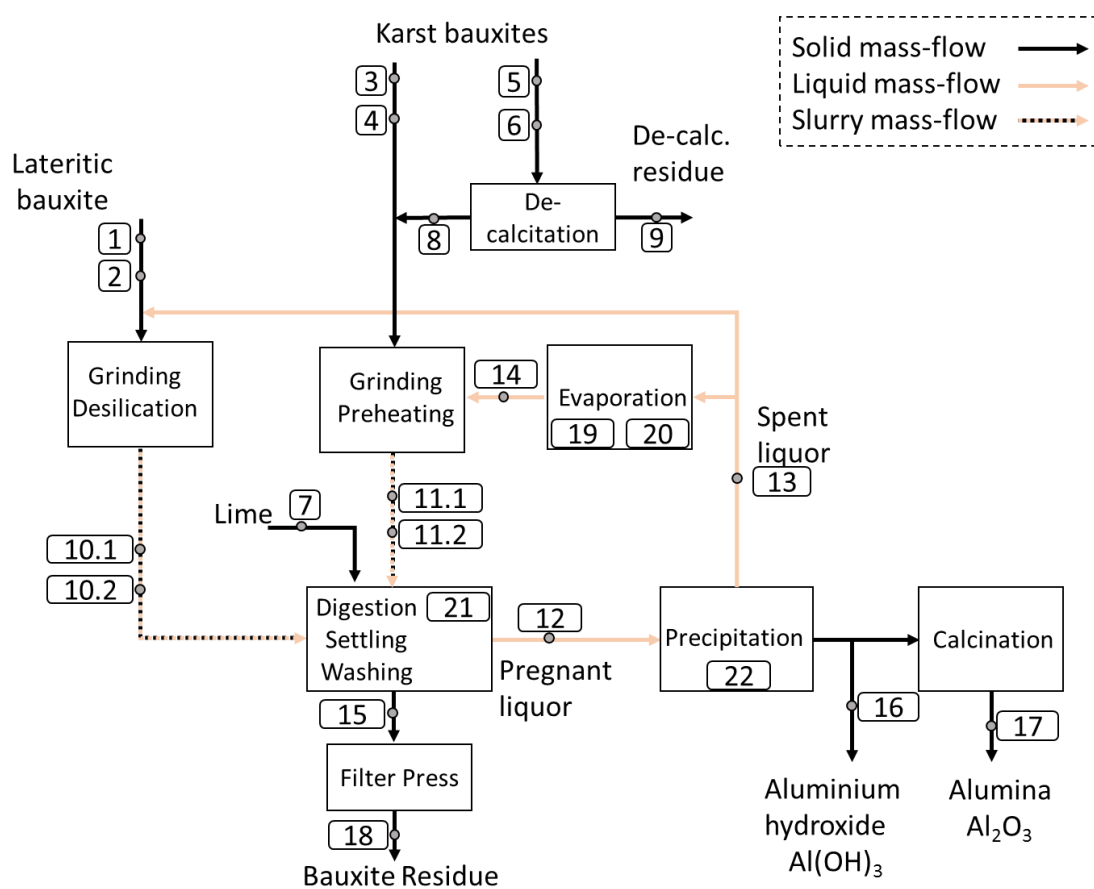 Karst bauxites
Solid mass-flow
Liquid mass-flow
Slurry mass-flow
3
4
5
6
De-calc.
residue
Lateritic
bauxite
De-
calcitation
8
9
1
2
Grinding
Desilication
Grinding
Preheating
14
Evaporation
19
20
Spent
liquor
13
Lime
7
11.1
11.2
10.1
10.2
Digestion
Settling
Washing
21
12
Pregnant
liquor
Precipitation
22
Calcination
15
16
17
Filter Press
18
Bauxite Residue
Aluminium
hydroxide
Al(OH)3
Alumina
Al2O3